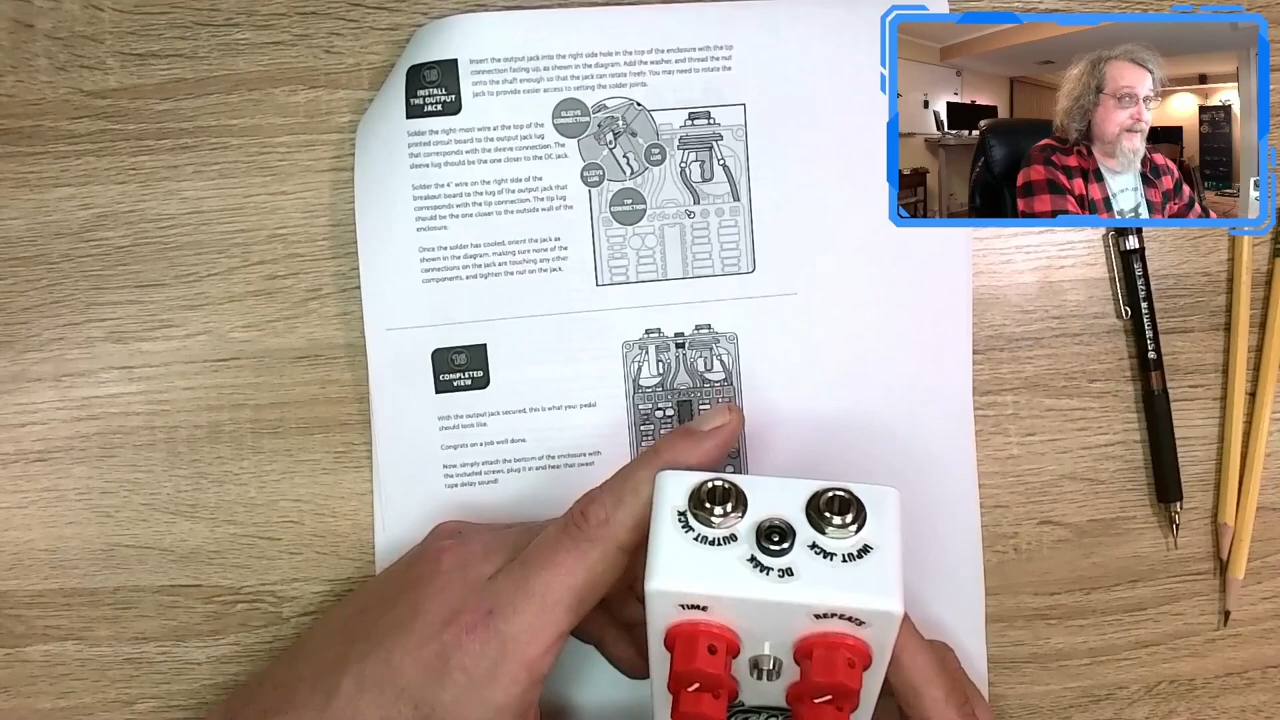 15
INSTALL
THE OUTPUT
JACK
Insert the output jack into the right side hole in the top of the enclosure with the tip
connection facing up, as shown in the diagram. Add the washer, and thread the nut
onto the shaft enough so that the jack can rotate freely. You may need to rotate the
jack to provide easier access to setting the solder joints.
Solder the right-most wire at the top of the
printed circuit board to the output jack lug
that corresponds with the sleeve connection. The
sleeve lug should be the one closer to the DC jack.
Solder the 4" wire on the right side of the
breakout board to the lug of the output jack that
corresponds with the tip connection. The tip lug
should be the one closer to the outside wall of the
enclosure.
Once the solder has cooled, orient the jack as
shown in the diagram, making sure none of the
connections on the jack are touching any other
components, and tighten the nut on the jack.
SLEEVE
CONNECTION
TIP
LUG
SLEEVE
LUG
TIP
CONNECTION
16
COMPLETED
VIEW
With the output jack secured, this is what your pedal
should look like.
Congrats on a job well done.
Now, simply attach the bottom of the enclosure with
the included screws, plug it in and hear that sweet
tape delay sound!
OUTPUT JACK
DC JACK
INPUT JACK
TIME
REPEATS
STAEDTLER 925 05